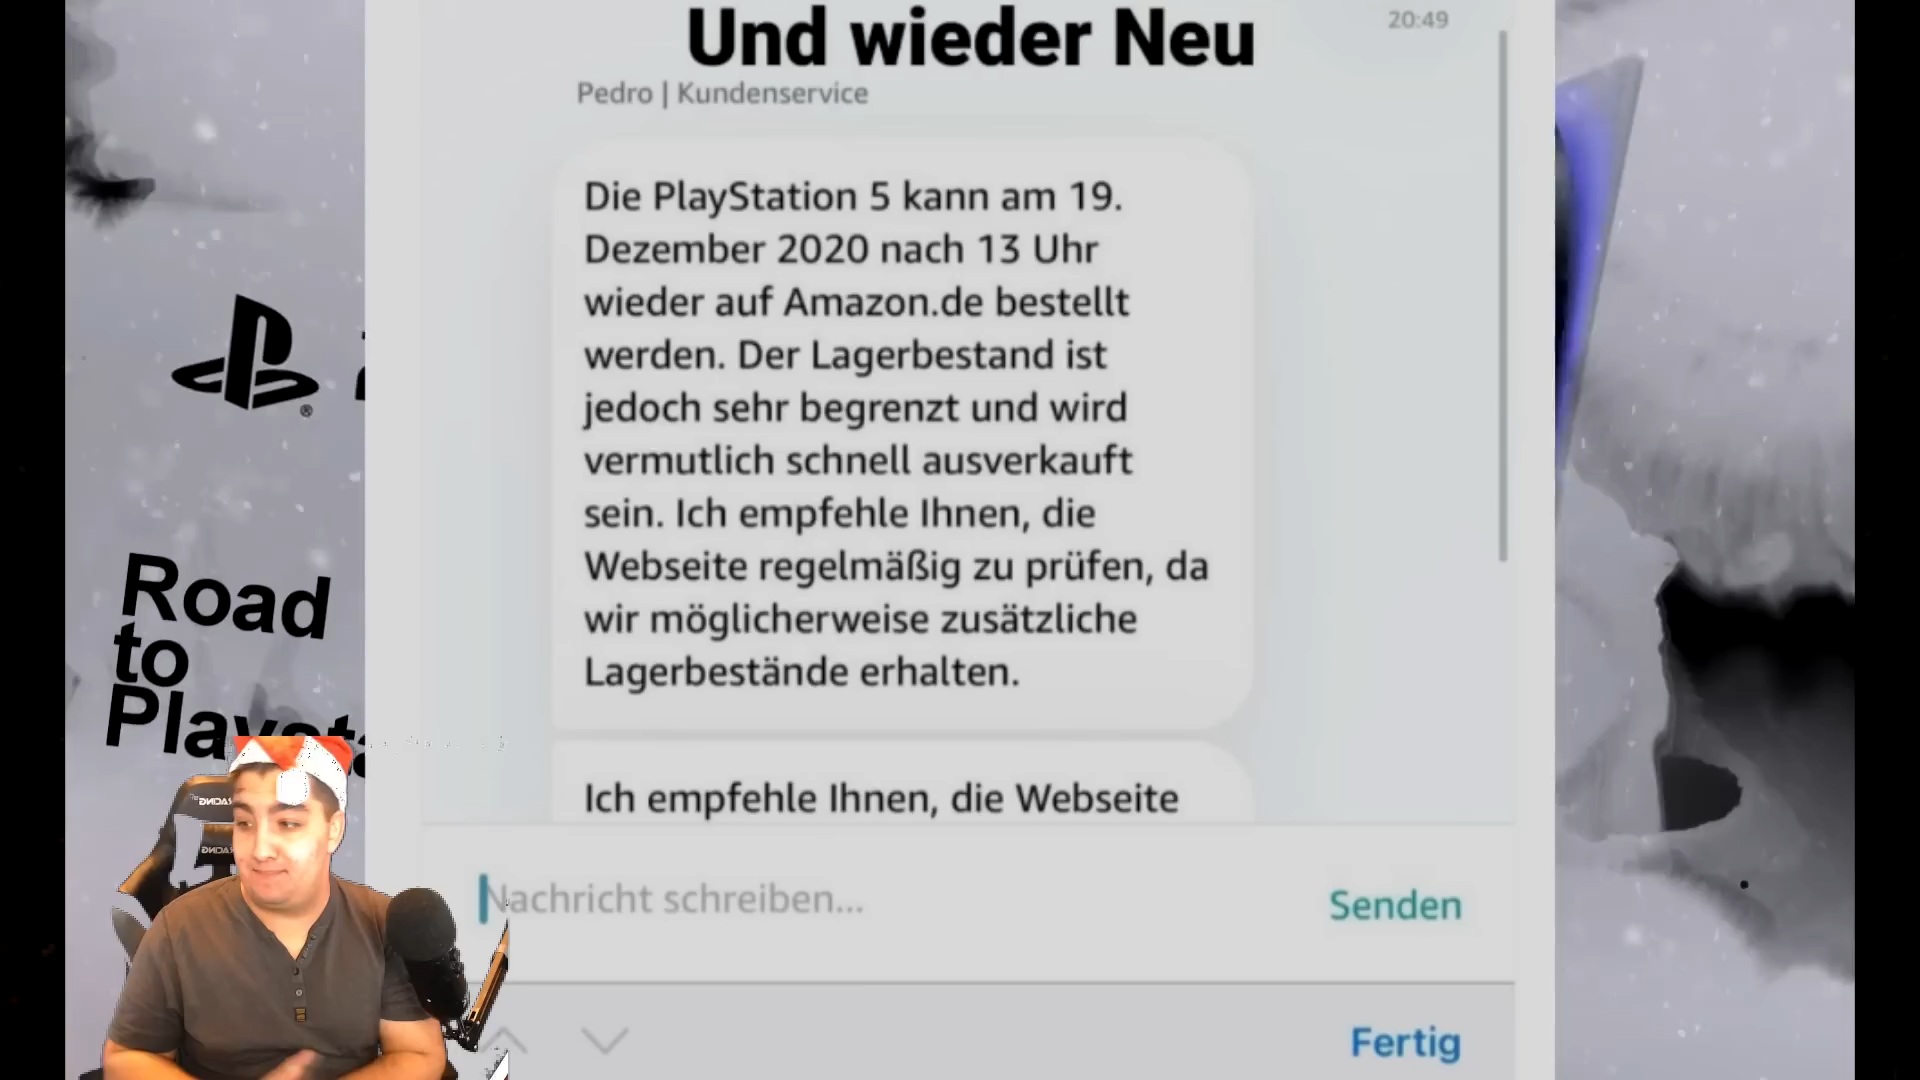 Und wieder Neu
20:49
Pedro | Kundenservice
Die PlayStation 5 kann am 19.
Dezember 2020 nach 13 Uhr
wieder auf Amazon.de bestellt
werden. Der Lagerbestand ist
jedoch sehr begrenzt und wird
vermutlich schnell ausverkauft
sein. Ich empfehle Ihnen, die
Webseite regelmäßig zu prüfen, da
wir möglicherweise zusätzliche
Lagerbestände erhalten.
Ich empfehle Ihnen, die Webseite
Nachricht schreiben...
Senden
Fertig
Road
to